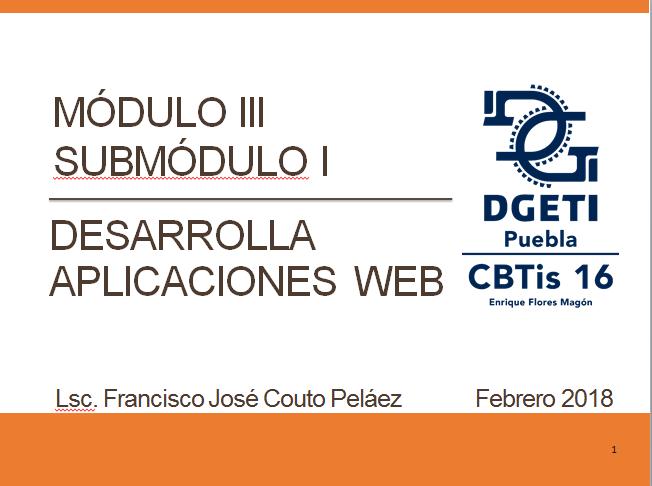 MÓDULO III
SUBMÓDULO I
DESARROLLA
APLICACIONES WEB
DGETI
Puebla
CBTis 16
Enrique Flores Magón
Lsc. Francisco José Couto Peláez
Febrero 2018
1